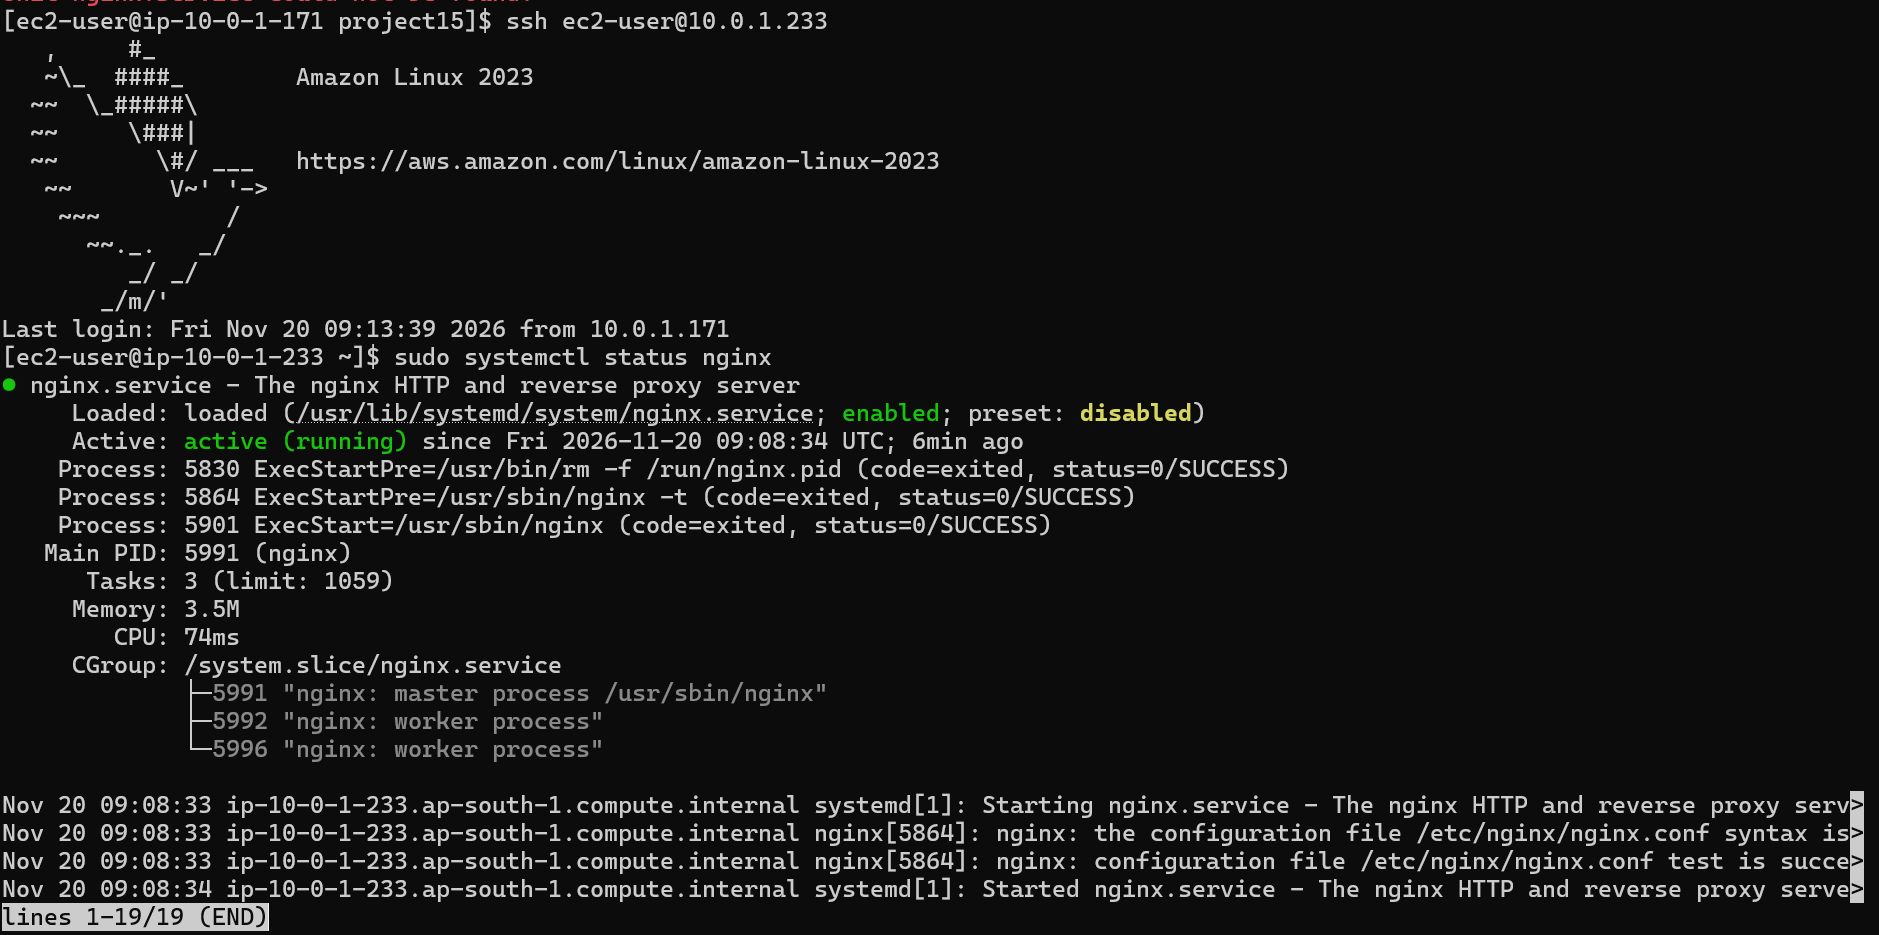 [ec2-user@ip-10-0-1-171 project15]$ ssh ec2-user@10.0.1.233
   ,     #_
   ~\_  ####_        Amazon Linux 2023
  ~~  \_#####\
  ~~     \###|
  ~~       \#/ ___   https://aws.amazon.com/linux/amazon-linux-2023
   ~~       V~' '->
    ~~~         /
      ~~._.   _/
         _/ _/
       _/m/'
Last login: Fri Nov 20 09:13:39 2026 from 10.0.1.171
[ec2-user@ip-10-0-1-233 ~]$ sudo systemctl status nginx
● nginx.service - The nginx HTTP and reverse proxy server
     Loaded: loaded (/usr/lib/systemd/system/nginx.service; enabled; preset: disabled)
     Active: active (running) since Fri 2026-11-20 09:08:34 UTC; 6min ago
    Process: 5830 ExecStartPre=/usr/bin/rm -f /run/nginx.pid (code=exited, status=0/SUCCESS)
    Process: 5864 ExecStartPre=/usr/sbin/nginx -t (code=exited, status=0/SUCCESS)
    Process: 5901 ExecStart=/usr/sbin/nginx (code=exited, status=0/SUCCESS)
   Main PID: 5991 (nginx)
      Tasks: 3 (limit: 1059)
     Memory: 3.5M
        CPU: 74ms
     CGroup: /system.slice/nginx.service
             ├─5991 "nginx: master process /usr/sbin/nginx"
             ├─5992 "nginx: worker process"
             └─5996 "nginx: worker process"
Nov 20 09:08:33 ip-10-0-1-233.ap-south-1.compute.internal systemd[1]: Starting nginx.service - The nginx HTTP and reverse proxy serv>
Nov 20 09:08:33 ip-10-0-1-233.ap-south-1.compute.internal nginx[5864]: nginx: the configuration file /etc/nginx/nginx.conf syntax is>
Nov 20 09:08:33 ip-10-0-1-233.ap-south-1.compute.internal nginx[5864]: nginx: configuration file /etc/nginx/nginx.conf test is succe>
Nov 20 09:08:34 ip-10-0-1-233.ap-south-1.compute.internal systemd[1]: Started nginx.service - The nginx HTTP and reverse proxy serve>
lines 1-19/19 (END)